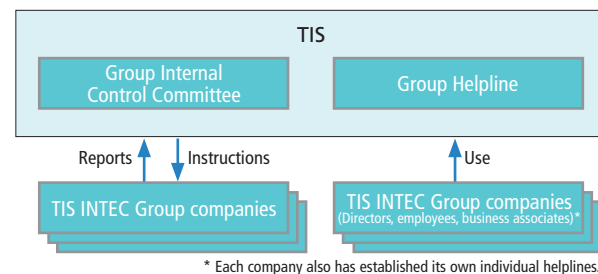 TIS
Group Internal
Control Committee
Group Helpline
Reports
Instructions
Use
TIS INTEC Group companies
TIS INTEC Group companies
(Directors, employees, business associates)*
* Each company also has established its own individual helplines.